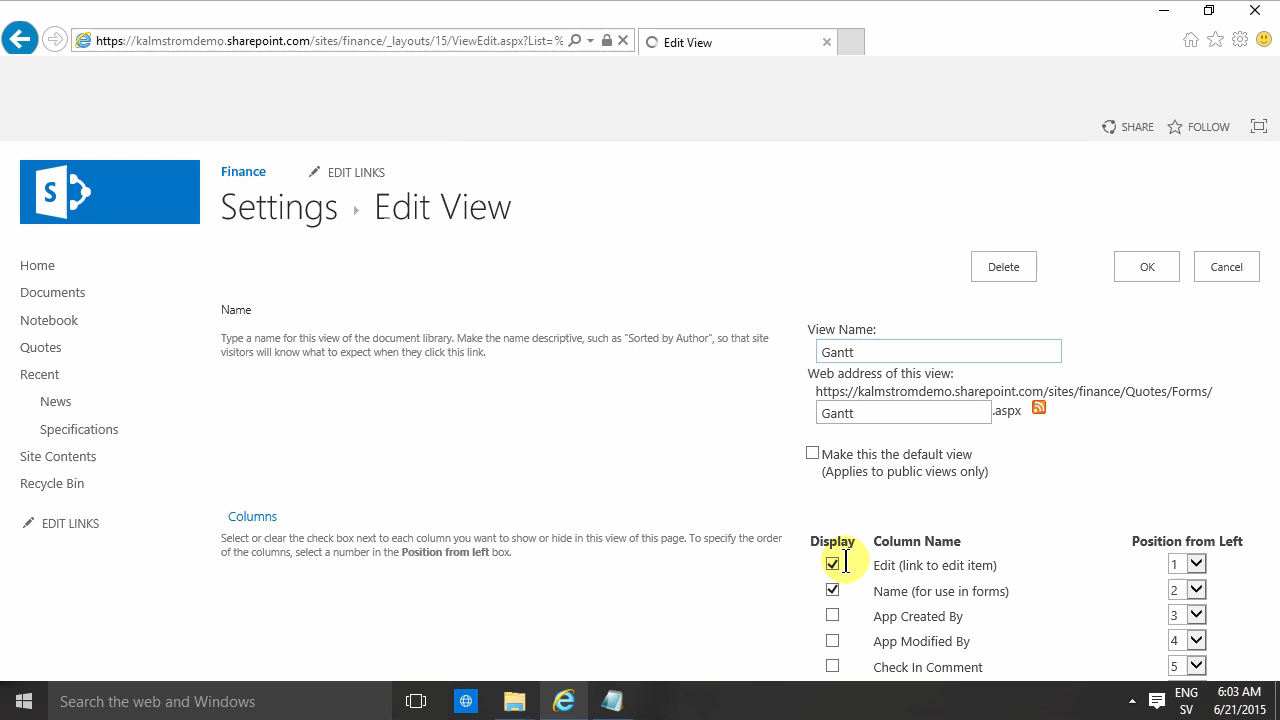 https://kalmstromdemo.sharepoint.com/sites/finance/_layouts/15/ViewEdit.aspx?List=%
Edit View
SHARE
FOLLOW
S
Finance
EDIT LINKS
Settings
Edit View
Home
Documents
Notebook
Quotes
Recent
News
Specifications
Site Contents
Recycle Bin
EDIT LINKS
Delete
OK
Cancel
Name
Type a name for this view of the document library. Make the name descriptive, such as "Sorted by Author", so that site
visitors will know what to expect when they click this link.
View Name:
Gantt
Web address of this view:
https://kalmstromdemo.sharepoint.com/sites/finance/Quotes/Forms/
Gantt
.aspx
Make this the default view
(Applies to public views only)
Columns
Select or clear the check box next to each column you want to show or hide in this view of this page. To specify the order
of the columns, select a number in the Position from left box.
Display
Column Name
Position from Left
Edit (link to edit item)
1
Name (for use in forms)
2
App Created By
3
App Modified By
4
Check In Comment
5
Search the web and Windows
ENG
SV
6:03 AM
6/21/2015